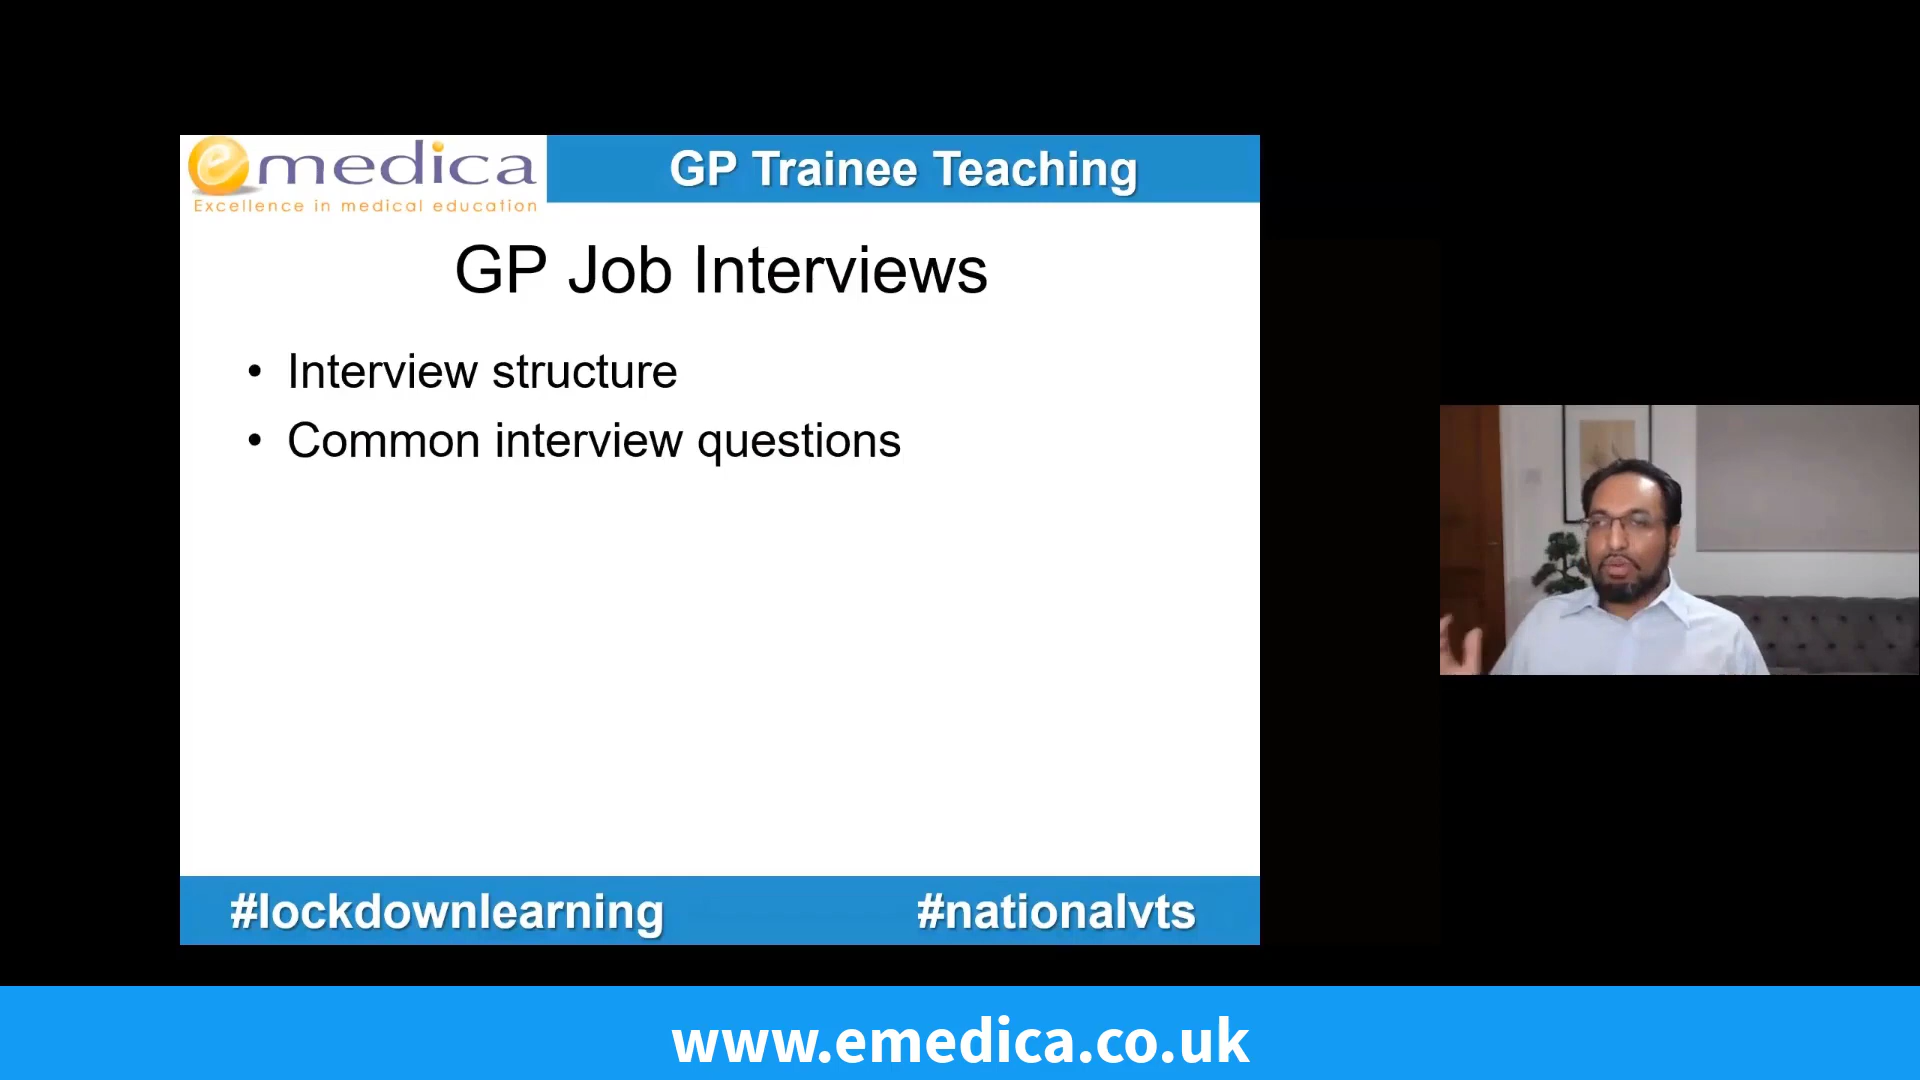 emedica
Excellence in medical education
GP Trainee Teaching
GP Job Interviews
• Interview structure
• Common interview questions
#lockdownlearning
#nationalvts
www.emedica.co.uk